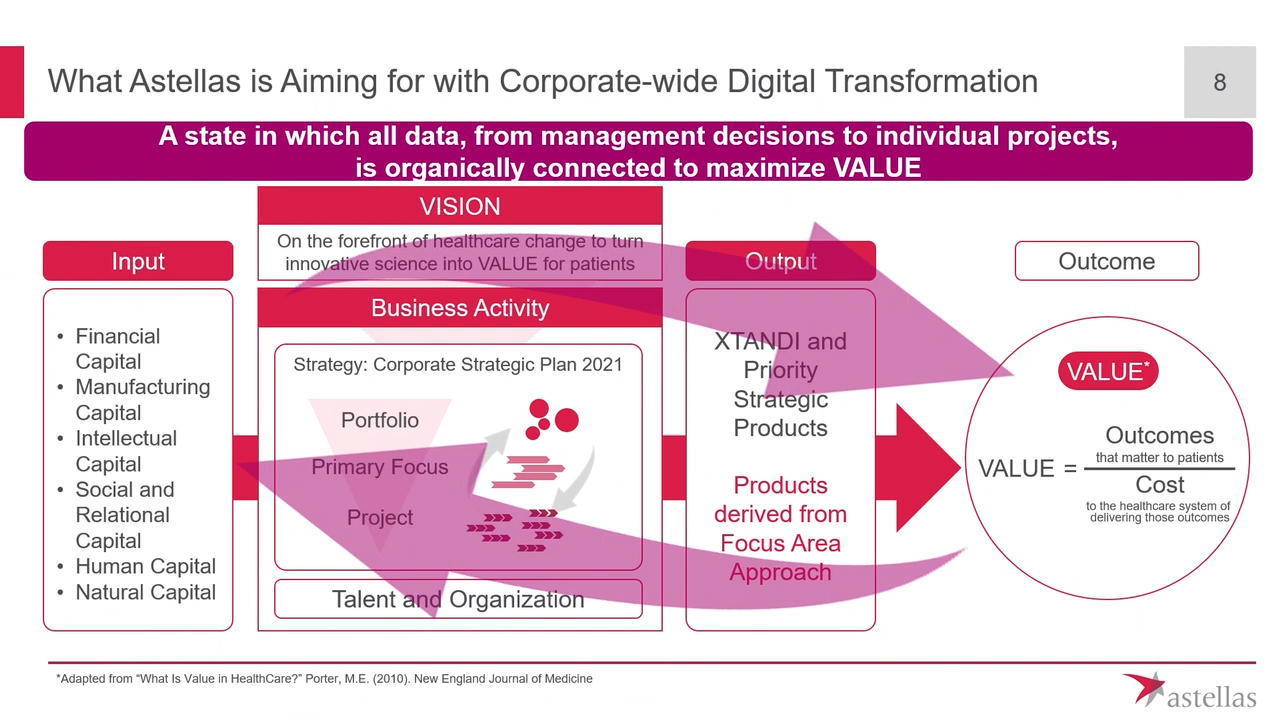 What Astellas is Aiming for with Corporate-wide Digital Transformation
8
A state in which all data, from management decisions to individual projects,
is organically connected to maximize VALUE
Input
• Financial
Capital
• Manufacturing
Capital
• Intellectual
Capital
• Social and
Relational
Capital
• Human Capital
• Natural Capital
VISION
On the forefront of healthcare change to turn
innovative science into VALUE for patients
Business Activity
Strategy: Corporate Strategic Plan 2021
Portfolio
Primary Focus
Project
Talent and Organization
Output
XTANDI and
Priority
Strategic
Products
Products
derived from
Focus Area
Approach
Outcome
VALUE*
VALUE =
Outcomes
that matter to patients
Cost
to the healthcare system of
delivering those outcomes
*Adapted from “What Is Value in HealthCare?” Porter, M.E. (2010). New England Journal of Medicine
astellas